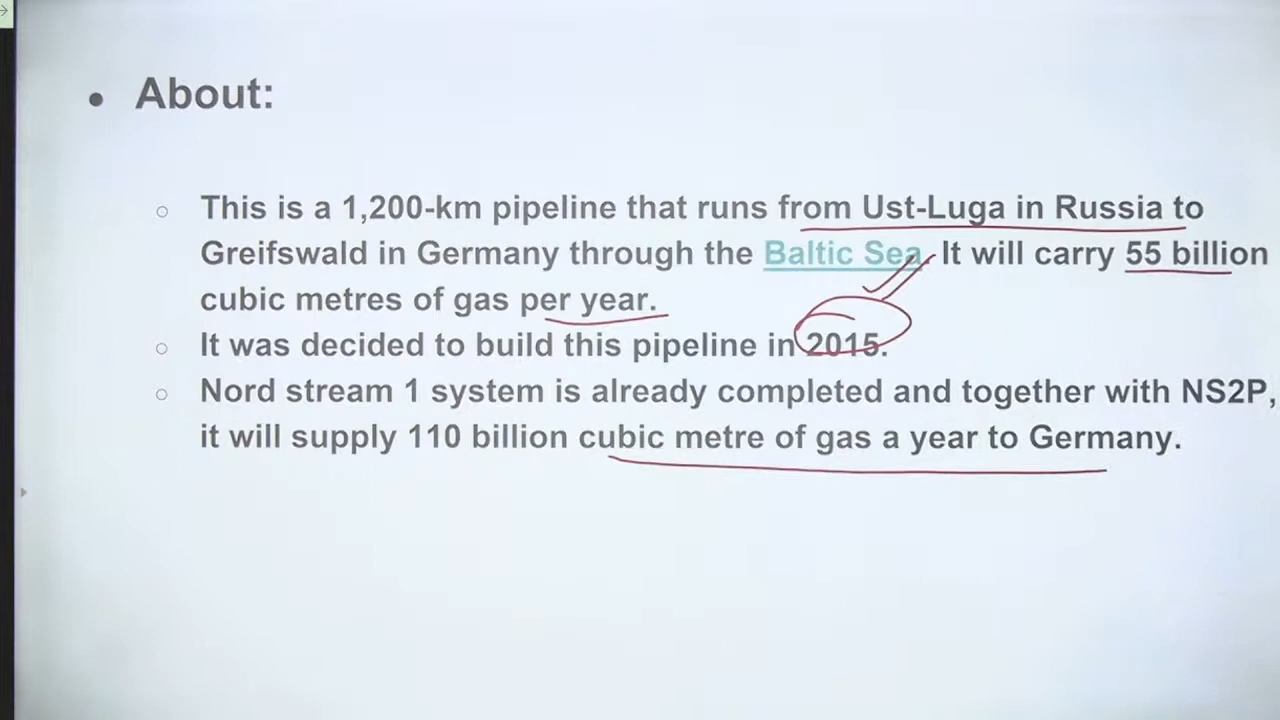 • About:
○ This is a 1,200-km pipeline that runs from Ust-Luga in Russia to
Greifswald in Germany through the Baltic Sea. It will carry 55 billion
cubic metres of gas per year.
○ It was decided to build this pipeline in 2015.
○ Nord stream 1 system is already completed and together with NS2P,
it will supply 110 billion cubic metre of gas a year to Germany.